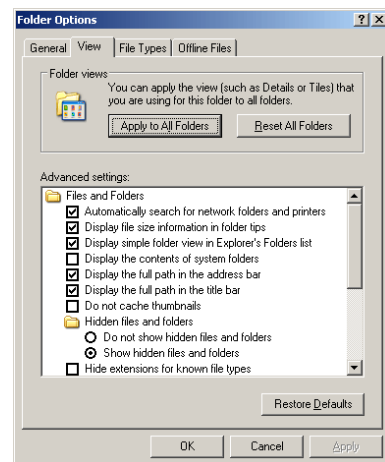 Folder Options
General View File Types Offline Files
Folder views
You can apply the view (such as Details or Tiles) that
you are using for this folder to all folders.
Apply to All Folders Reset All Folders
Advanced settings:
Files and Folders
Automatically search for network folders and printers
Display file size information in folder tips
Display simple folder view in Explorer's Folders list
Display the contents of system folders
Display the full path in the address bar
Display the full path in the title bar
Do not cache thumbnails
Hidden files and folders
Do not show hidden files and folders
Show hidden files and folders
Hide extensions for known file types
Restore Defaults
OK Cancel Apply